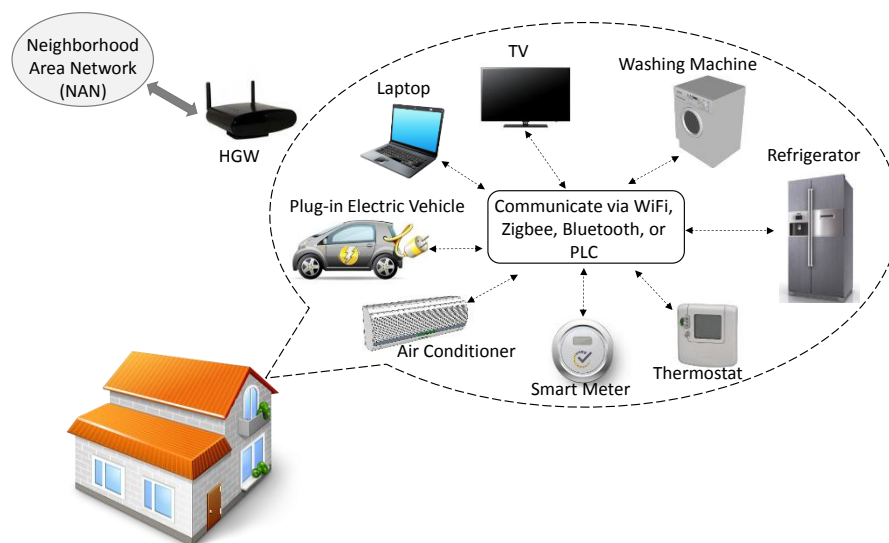 Neighborhood
Area Network
(NAN)
HGW
Laptop
TV
Washing Machine
Refrigerator
Plug-in Electric Vehicle
Communicate via WiFi,
Zigbee, Bluetooth, or
PLC
Air Conditioner
Smart Meter
Thermostat